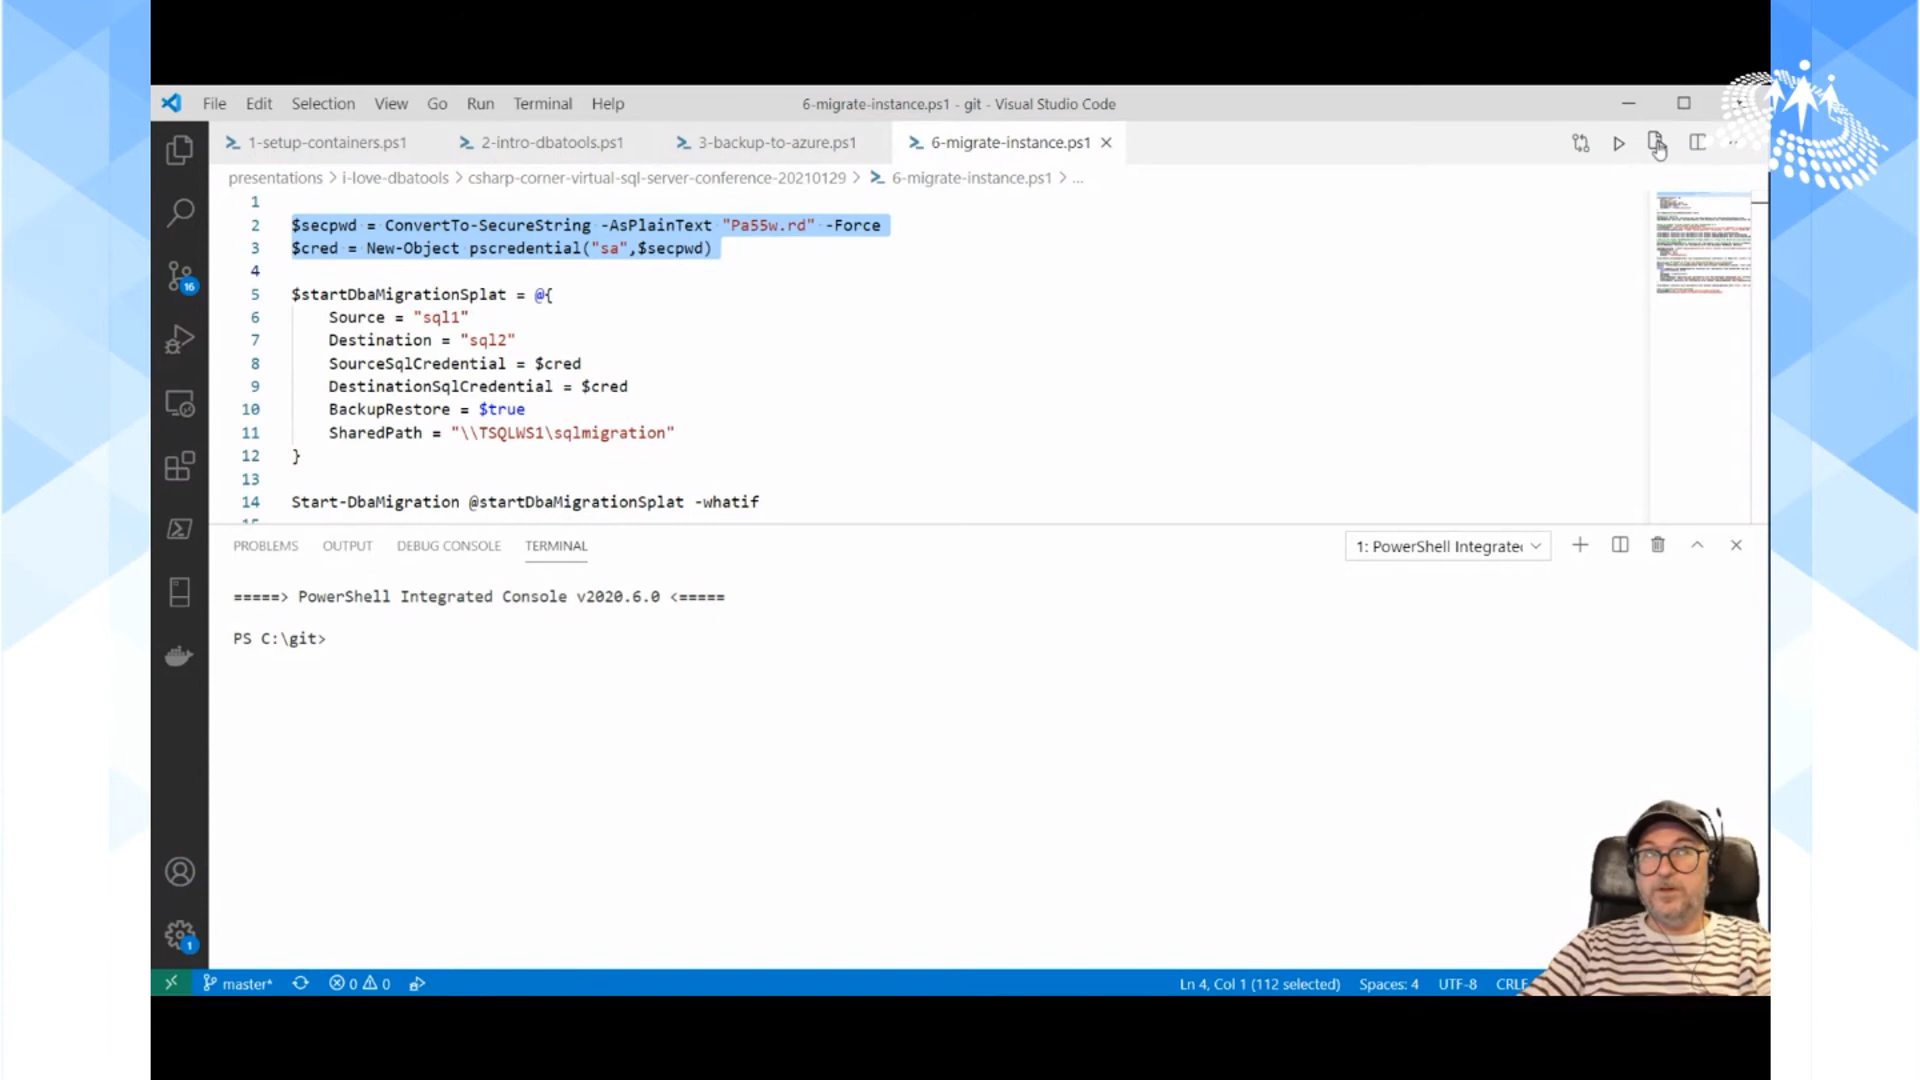 File Edit Selection View Go Run Terminal Help 6-migrate-instance.ps1 - git - Visual Studio Code
1-setup-containers.ps1 2-intro-dbatools.ps1 3-backup-to-azure.ps1 6-migrate-instance.ps1
presentations > i-love-dbatools > csharp-corner-virtual-sql-server-conference-20210129 > 6-migrate-instance.ps1 > ...
1
2 $secpwd = ConvertTo-SecureString -AsPlainText "Pa55w.rd" -Force
3 $cred = New-Object pscredential("sa",$secpwd)
4
5 $startDbaMigrationSplat = @{
6 Source = "sql1"
7 Destination = "sql2"
8 SourceSqlCredential = $cred
9 DestinationSqlCredential = $cred
10 BackupRestore = $true
11 SharedPath = "\\TSQLWS1\sqlmigration"
12 }
13
14 Start-DbaMigration @startDbaMigrationSplat -whatif
PROBLEMS OUTPUT DEBUG CONSOLE TERMINAL 1: PowerShell Integrated
=====> PowerShell Integrated Console v2020.6.0 <=====
PS C:\git>
16
1
master* 0 0 Ln 4, Col 1 (112 selected) Spaces: 4 UTF-8 CRLF